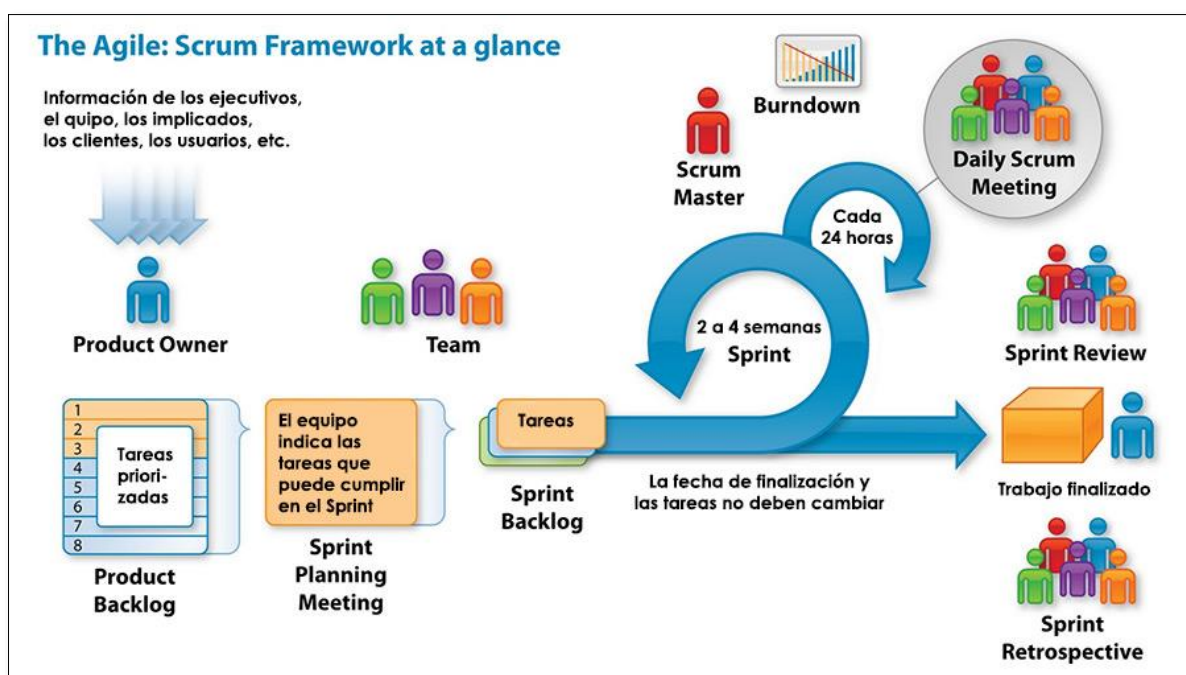 The Agile: Scrum Framework at a glance
Información de los ejecutivos,
el quipo, los implicados,
los clientes, los usuarios, etc.
Product Owner
Team
Scrum
Master
Burndown
Daily Scrum
Meeting
Cada
24 horas
2 a 4 semanas
Sprint
Sprint Review
1
2
3
4
5
6
7
8
Tareas
priori-
zadas
Product
Backlog
El equipo
indica las
tareas que
puede cumplir
en el Sprint
Sprint
Planning
Meeting
Tareas
Sprint
Backlog
La fecha de finalización y
las tareas no deben cambiar
Trabajo finalizado
Sprint
Retrospective